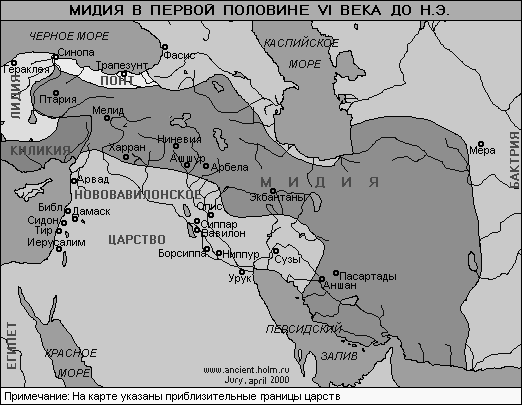 МИДИЯ В ПЕРВОЙ ПОЛОВИНЕ VI ВЕКА ДО Н.Э.
ЧЕРНОЕ МОРЕ
Синопа
Фасис
КАСПИЙСКОЕ
МОРЕ
Гераклея
Трапезунт
ПОНТ
ЛИДИЯ
Птария
Мелид
КИЛИКИЯ
Харран
Ниневия
Ашшур
Арбела
Мерв
БАКТРИЯ
Арвад
МИДИЯ
НОВОВАВИЛОНСКОЕ
Экбантаны
Библ
Дамаск
Опис
Сидон
Сиппар
Тир
Вавилон
Иерусалим
ЦАРСТВО
Борсиппа
Ниппур
Сузы
Урук
Пасартады
Аншан
ЕГИПЕТ
КРАСНОЕ
МОРЕ
ПЕРСИДСКИЙ
ЗАЛИВ
www.ancient.holm.ru
Jury, april 2000
Примечание: На карте указаны приблизительные границы царств